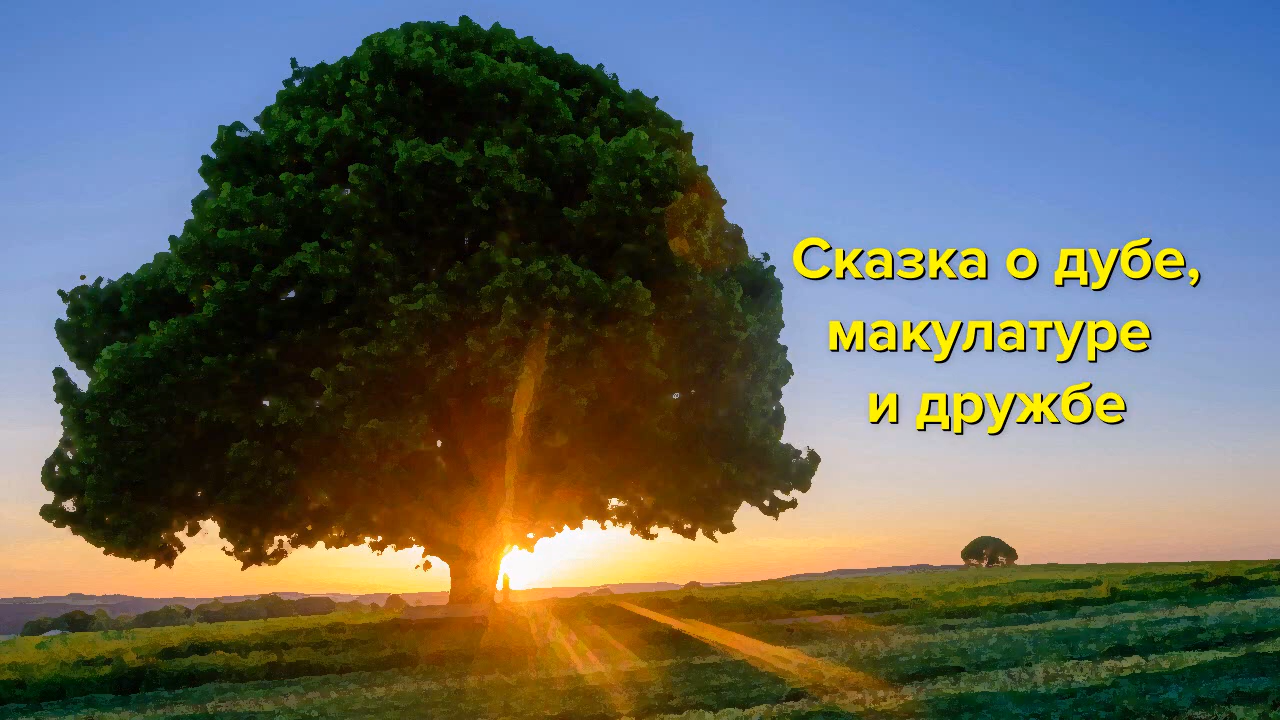 Сказка о дубе,
макулатуре
и дружбе